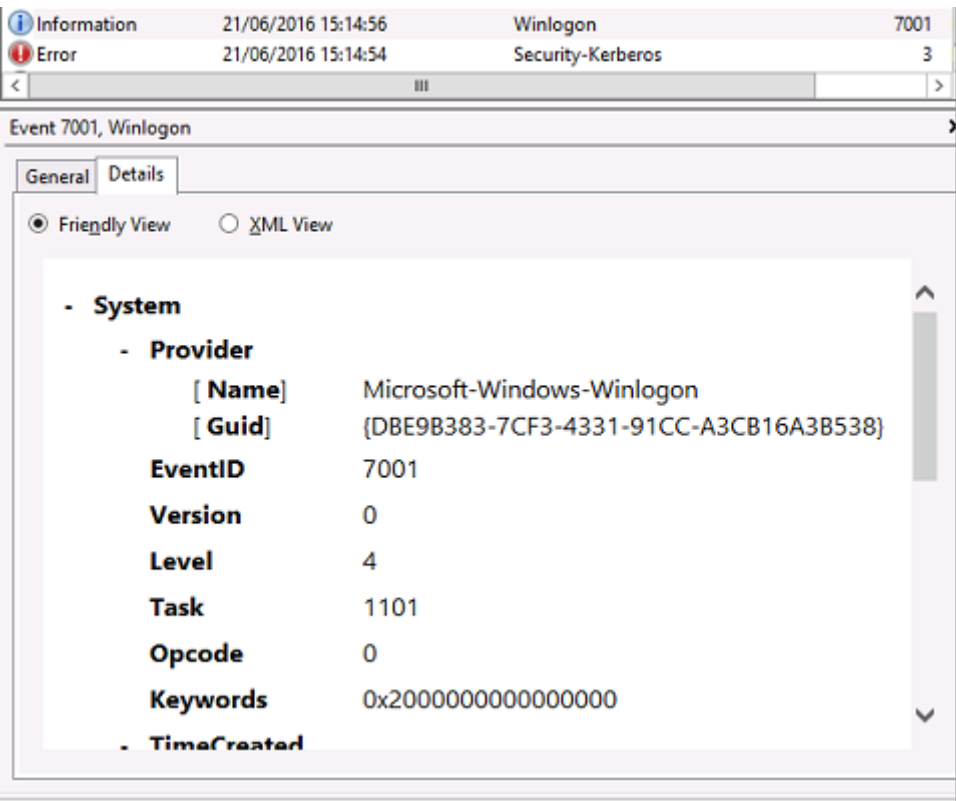 Information 21/06/2016 15:14:56 Winlogon 7001
Error 21/06/2016 15:14:54 Security-Kerberos 3
Event 7001, Winlogon
General Details
Friendly View XML View
- System
- Provider
[ Name] Microsoft-Windows-Winlogon
[ Guid] {DBE9B383-7CF3-4331-91CC-A3CB16A3B538}
EventID 7001
Version 0
Level 4
Task 1101
Opcode 0
Keywords 0x2000000000000000
- TimeCreated